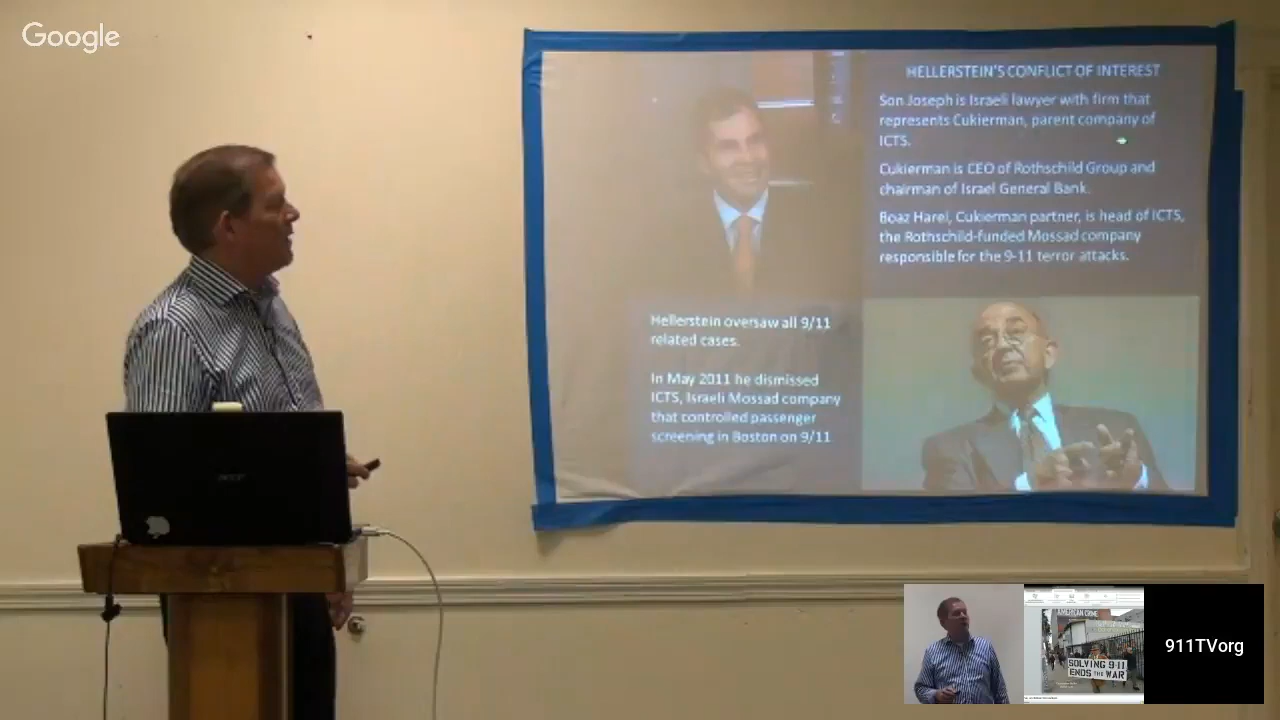 Google
HELLERSTEIN'S CONFLICT OF INTEREST
Son Joseph is Israeli lawyer with firm that
represents Cukierman, parent company of
ICTS.
Cukierman is CEO of Rothschild Group and
chairman of Israel General Bank.
Boaz Harel, Cukierman partner, is head of ICTS,
the Rothschild-funded Mossad company
responsible for the 9-11 terror attacks.
Hellerstein oversaw all 9/11
related cases.
In May 2011 he dismissed
ICTS, Israeli Mossad company
that controlled passenger
screening in Boston on 9/11
acer
AMERICAN CRIME
SOLVING 9-11
ENDS THE WAR
911TVorg